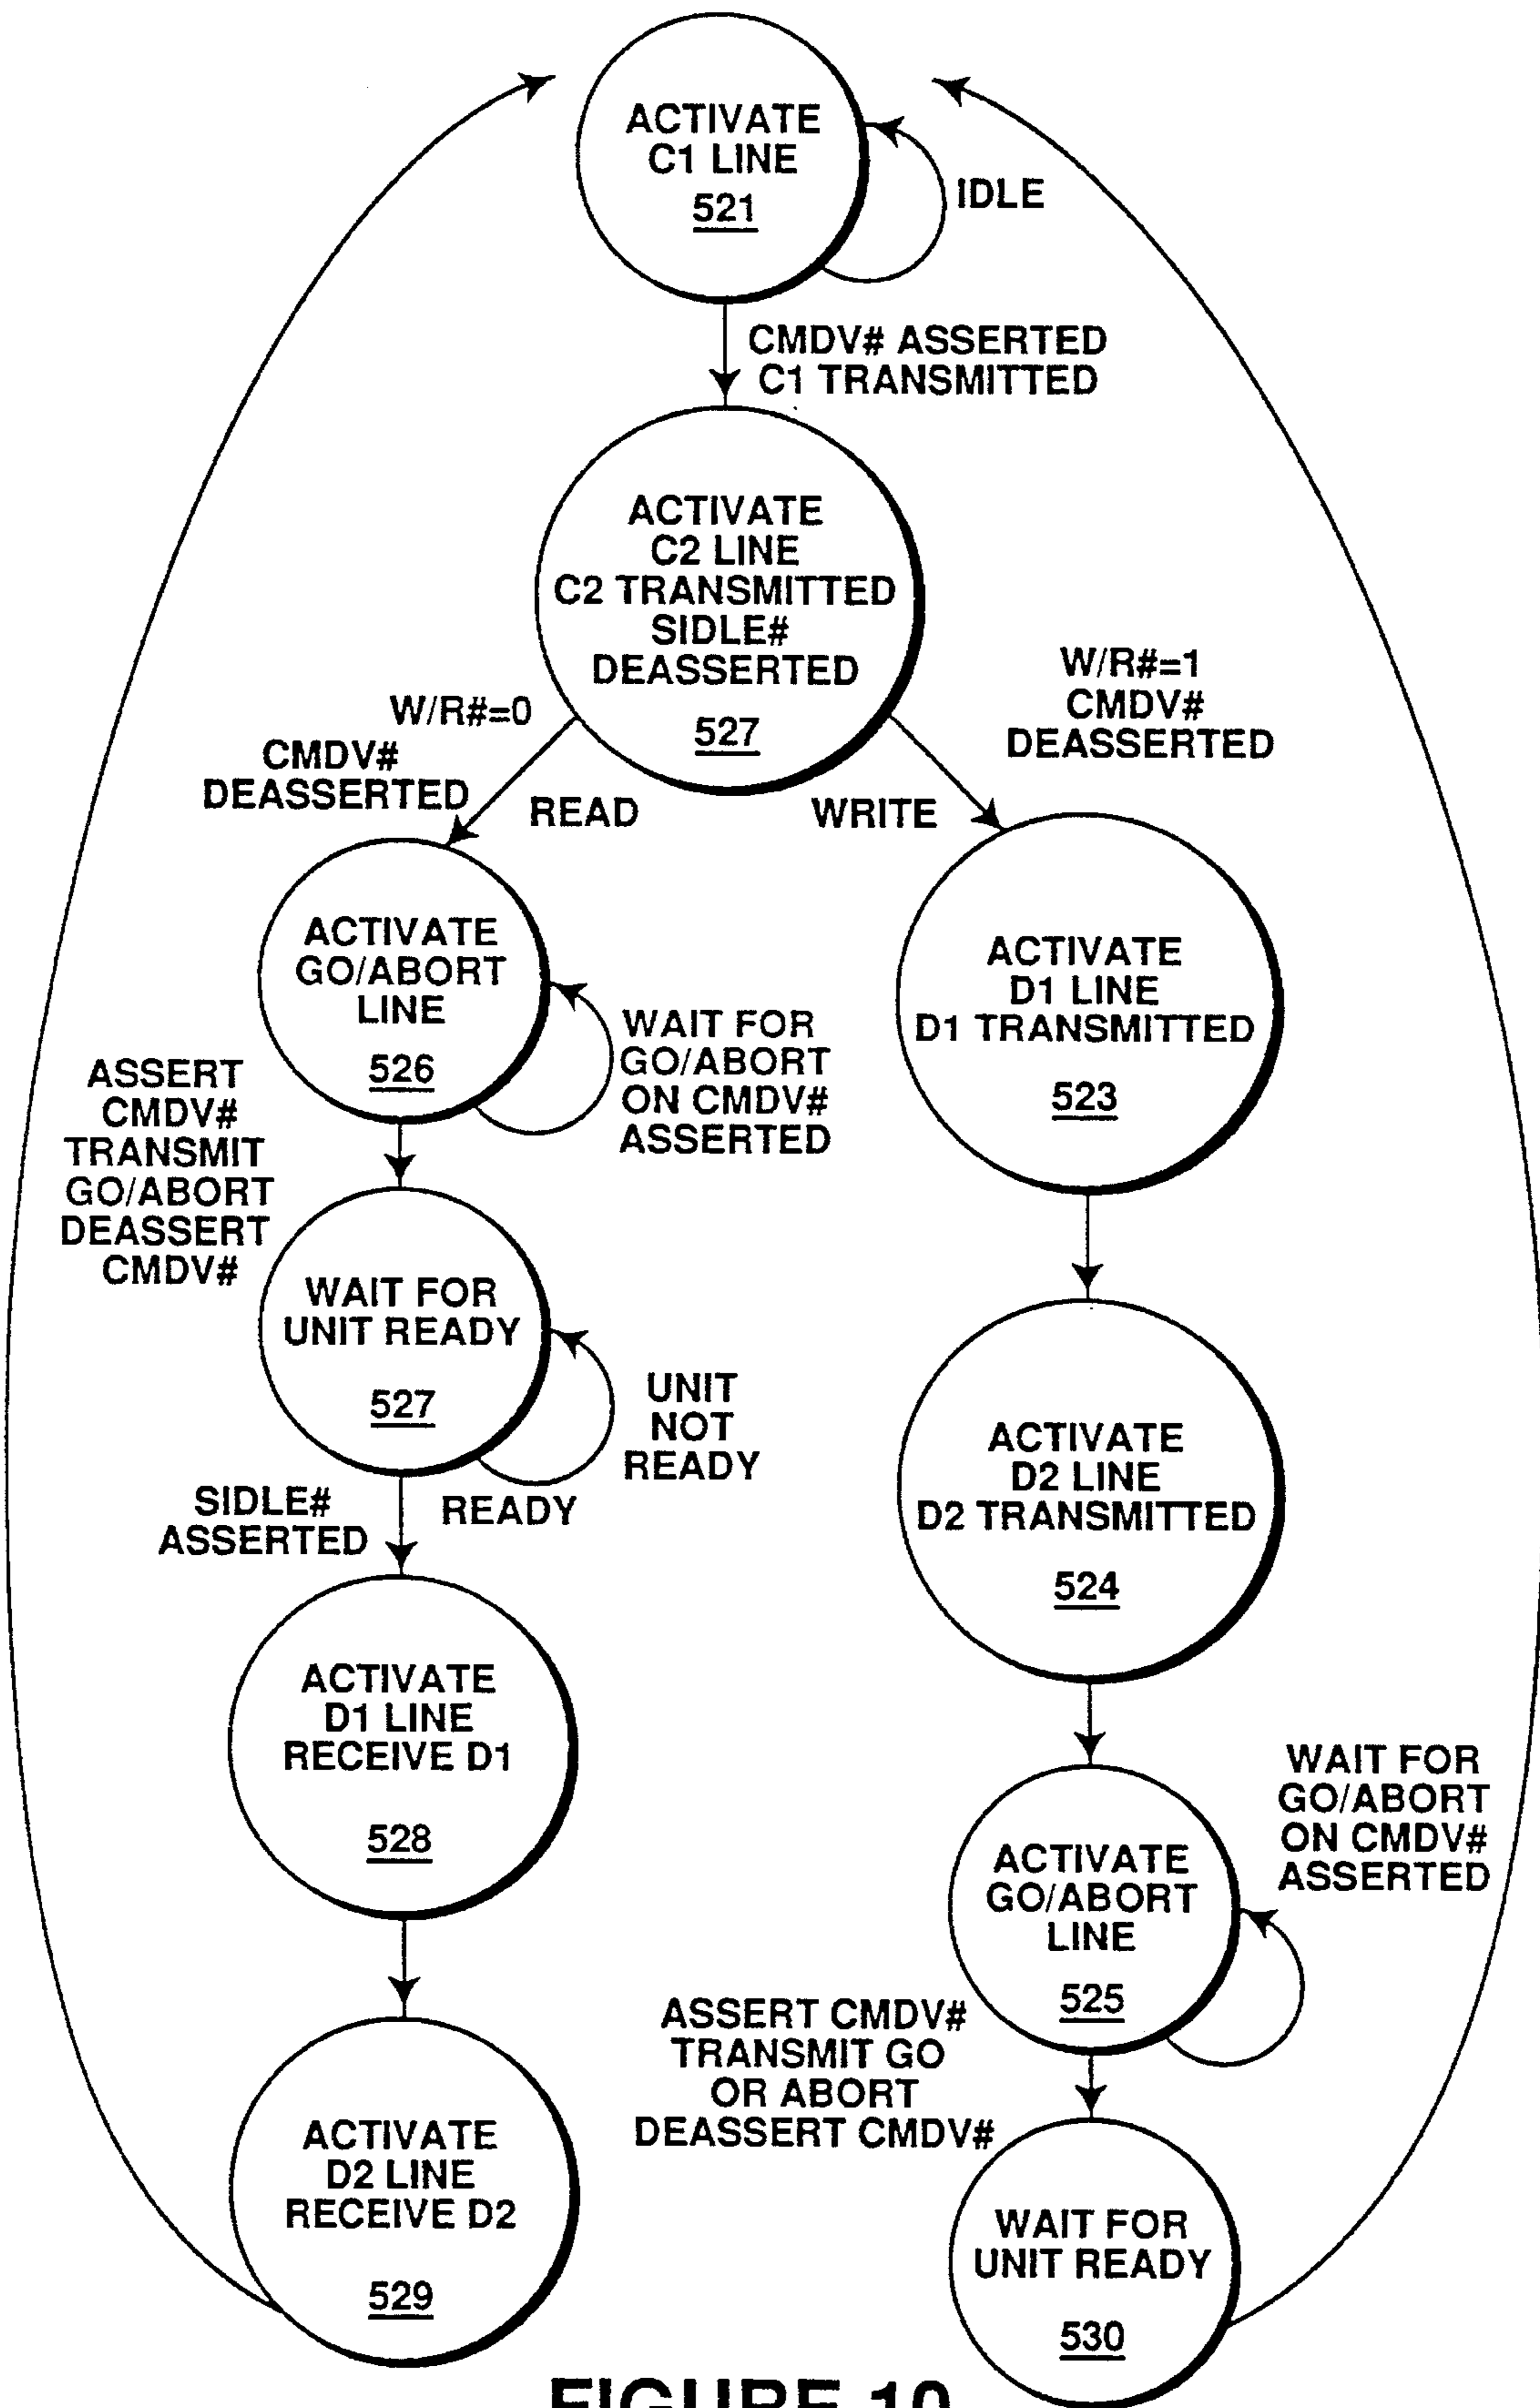 ACTIVATE
C1 LINE
521
IDLE
CMDV# ASSERTED
C1 TRANSMITTED
ACTIVATE
C2 LINE
C2 TRANSMITTED
SIDLE#
DEASSERTED
527
W/R#=0
CMDV#
DEASSERTED
READ
W/R#=1
CMDV#
DEASSERTED
WRITE
ACTIVATE
GO/ABORT
LINE
526
WAIT FOR
GO/ABORT
ON CMDV#
ASSERTED
ASSERT
CMDV#
TRANSMIT
GO/ABORT
DEASSERT
CMDV#
WAIT FOR
UNIT READY
527
UNIT
NOT
READY
SIDLE#
ASSERTED
READY
ACTIVATE
D1 LINE
RECEIVE D1
528
ACTIVATE
D2 LINE
RECEIVE D2
529
ACTIVATE
D1 LINE
D1 TRANSMITTED
523
ACTIVATE
D2 LINE
D2 TRANSMITTED
524
ACTIVATE
GO/ABORT
LINE
525
WAIT FOR
GO/ABORT
ON CMDV#
ASSERTED
ASSERT CMDV#
TRANSMIT GO
OR ABORT
DEASSERT CMDV#
WAIT FOR
UNIT READY
530
FIGURE 10